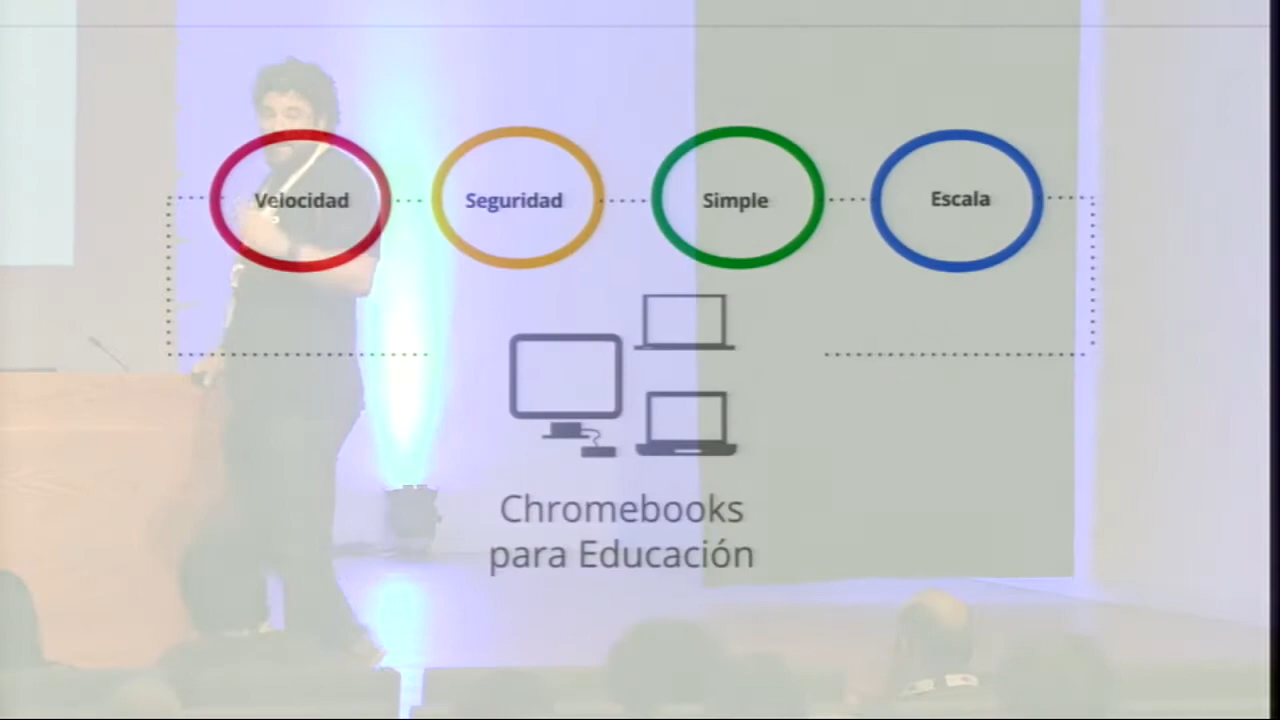 Velocidad
Seguridad
Simple
Escala
Chromebooks
para Educación